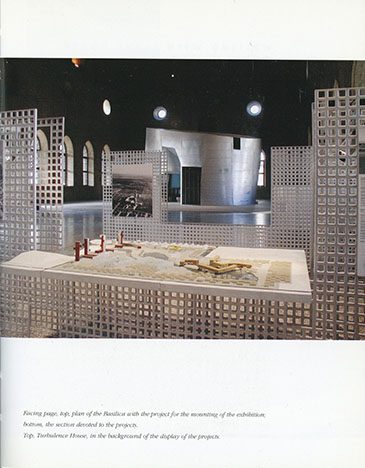 Facing page, top, plan of the Basilica with the project for the mounting of the exhibition;
bottom, the section devoted to the projects.
Top, Turbulence House, in the background of the display of the projects.